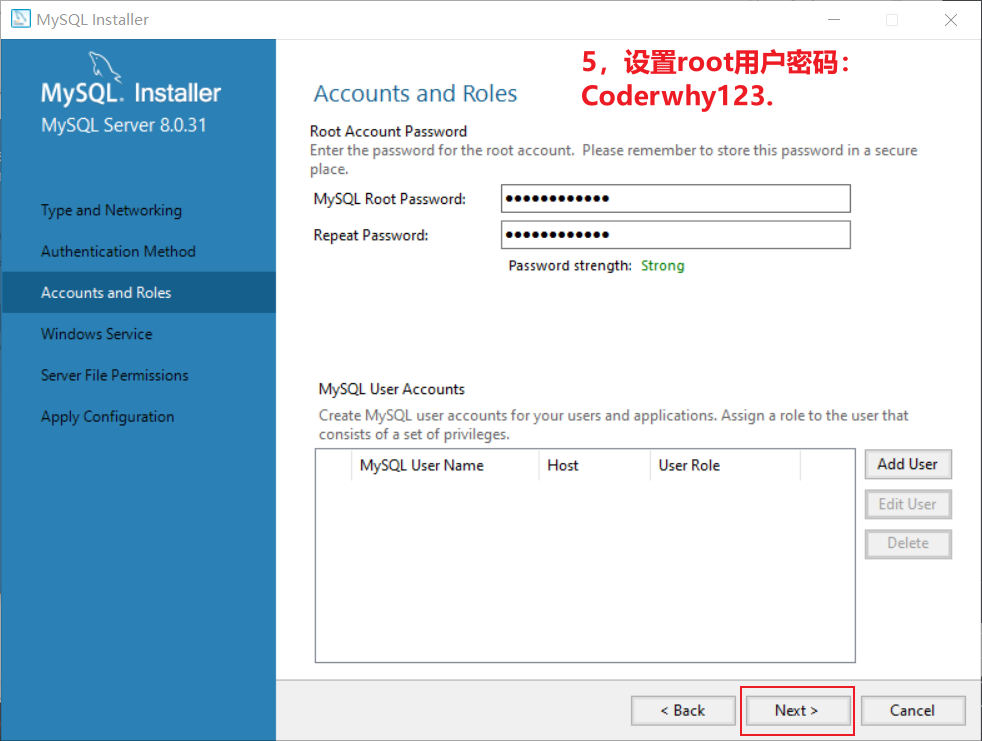 MySQL Installer
MySQL. Installer
MySQL Server 8.0.31
Type and Networking
Authentication Method
Accounts and Roles
Windows Service
Server File Permissions
Apply Configuration
5，设置root用户密码：
Coderwhy123.
Accounts and Roles
Root Account Password
Enter the password for the root account. Please remember to store this password in a secure
place.
MySQL Root Password: ●●●●●●●●●●●●
Repeat Password: ●●●●●●●●●●●●
Password strength: Strong
MySQL User Accounts
Create MySQL user accounts for your users and applications. Assign a role to the user that
consists of a set of privileges.
MySQL User Name Host User Role
Add User
Edit User
Delete
< Back Next > Cancel